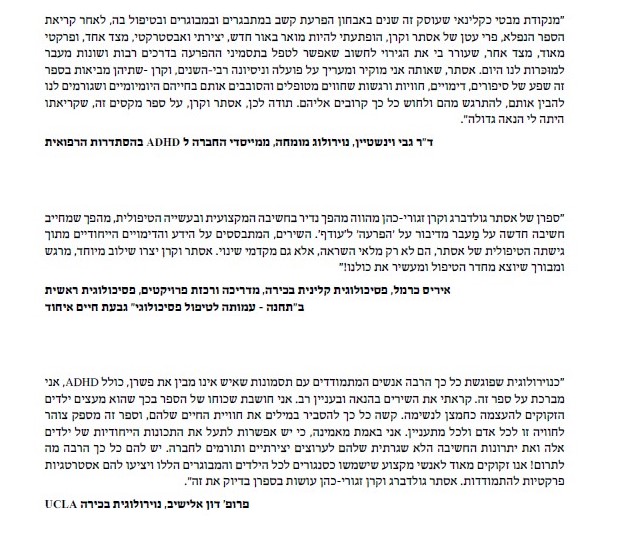 "מנקודת מבטי כקלינאי שעוסק זה שנים באבחון הפרעת קשב במתבגרים ובמבוגרים ובטיפול בה, לאחר קריאת
הספר הנפלא, פרי עטן של אסתר וקרן, הופתעתי להיות מואר באור חדש, יצירתי ואבסטרקטי, מצד אחד, ופרקטי
מאוד, מצד אחר, שעורר בי את הגירוי לחשוב שאפשר לטפל בתסמיני ההפרעה בדרכים רבות ושונות מעבר
למוּכּרות לנו היום. אסתר, שאותה אני מוקיר ומעריך על פועלה וניסיונה רבי-השנים, וקרן -שתיהן מביאות בספר
זה שפע של סיפורים, דימויים, חוויות ורגשות שחווים מטופלים והסובבים אותם בחייהם היומיומיים ושגורמים לנו
להבין אותם, להתרגש מהם ולחוש כל כך קרובים אליהם. תודה לכן, אסתר וקרן, על ספר מקסים זה, שקריאתו
היתה לי הנאה גדולה".
ד"ר גבי וינשטיין, נוירולוג מומחה, ממייסדי החברה ל ADHD בהסתדרות הרפואית
"ספרן של אסתר גולדברג וקרן זגורי-כהן מהווה מהפך נדיר בחשיבה המקצועית ובעשייה הטיפולית, מהפך שמחייב
חשיבה חדשה על מַעבר מדיבור על 'הפרעה' ל'עודף'. השירים, המתבססים על הידע והדימויים הייחודיים מתוך
גישתה הטיפולית של אסתר, הם לא רק מלאי השראה, אלא גם מקדמי שינוי. אסתר וקרן יצרו שילוב מיוחד, מרגש
ומבורך שיוצא מחדר הטיפול ומעשיר את כולנו!"
איריס כרמל, פסיכולוגית קלינית בכירה, מדריכה ורכזת פרויקטים, פסיכולוגית ראשית
ב"תחנה - עמותה לטיפול פסיכולוגי" גבעת חיים איחוד
"כנוירולוגית שפוגשת כל כך הרבה אנשים המתמודדים עם תסמונות שאיש אינו מבין את פשרן, כולל ADHD, אני
מברכת על ספר זה. קראתי את השירים בהנאה ובעניין רב. אני חושבת שכוחו של הספר בכך שהוא מעצים ילדים
הזקוקים להעצמה כחמצן לנשימה. קשה כל כך להסביר במילים את חוויית החיים שלהם, וספר זה מספק צוהר
לחוויה זו לכל אדם ולכל מתעניין. אני באמת מאמינה, כי יש אפשרות לתעל את התכונות הייחודיות של ילדים
אלה ואת יתרונות החשיבה הלא שגרתית שלהם לערוצים יצירתיים ותורמים לחברה. יש להם כל כך הרבה מה
לתרום! אנו זקוקים מאוד לאנשי מקצוע שישמשו כסנגורים לכל הילדים והמבוגרים הללו ויציעו להם אסטרטגיות
פרקטיות להתמודדות. אסתר גולדברג וקרן זגורי-כהן עושות בספרן בדיוק את זה".
פרופ' דון אלישיב, נוירולוגית בכירה UCLA